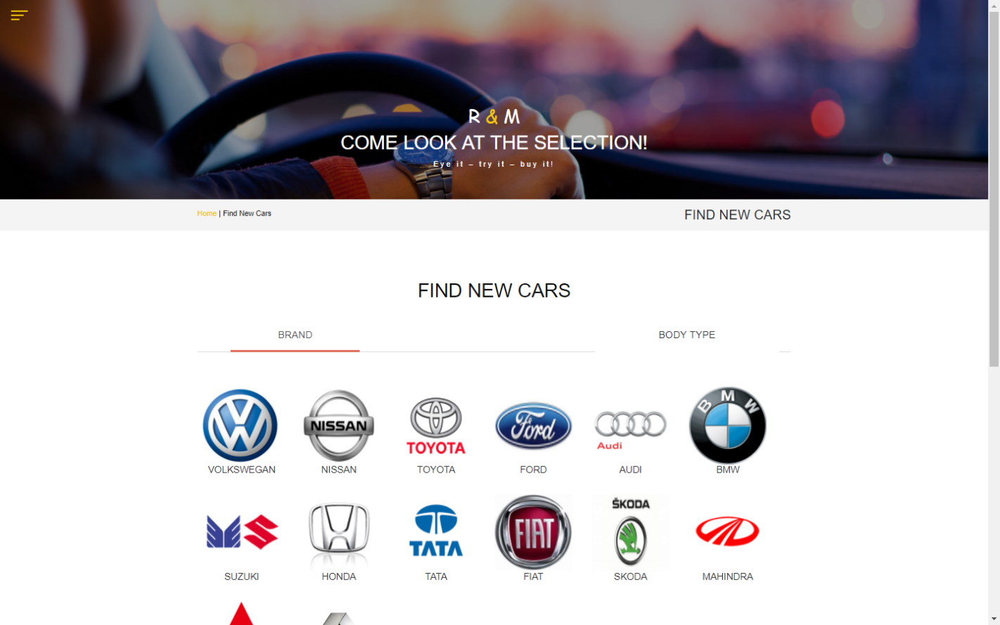 R & M
COME LOOK AT THE SELECTION!
Eye it – try it – buy it!
Home | Find New Cars
FIND NEW CARS
FIND NEW CARS
BRAND
BODY TYPE
NISSAN
TOYOTA
Ford
Audi
BMW
VOLKSWEGAN
NISSAN
TOYOTA
FORD
AUDI
BMW
TATA
FIAT
ŠKODA
SUZUKI
HONDA
TATA
FIAT
SKODA
MAHINDRA